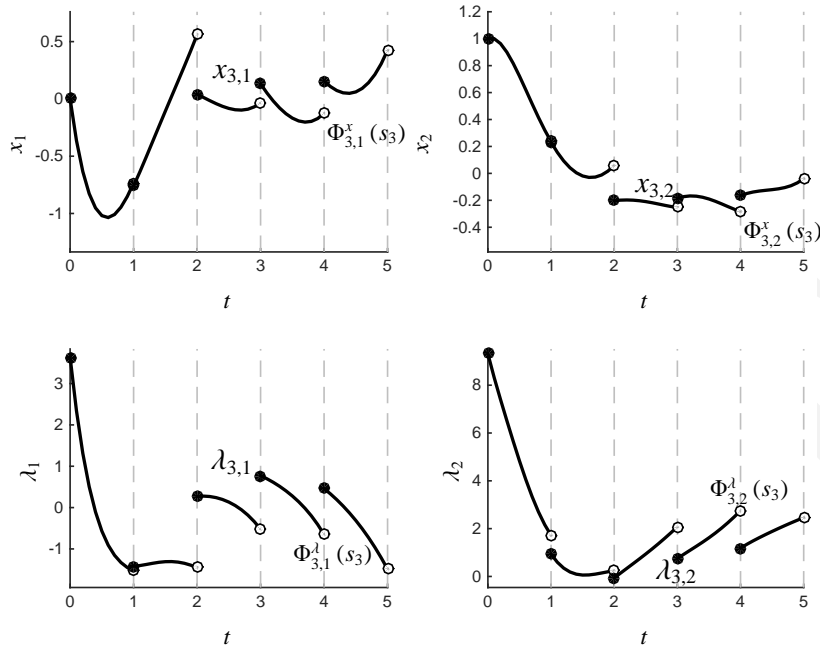 0.5
0
-0.5
-1
x₁
x₃,₁
Φˣ₃,₁ (s₃)
0 1 2 3 4 5
t
1.2
1
0.8
0.6
0.4
0.2
0
-0.2
-0.4
x₂
x₃,₂
Φˣ₃,₂ (s₃)
0 1 2 3 4 5
t
3
2
1
0
-1
λ₁
λ₃,₁
Φ^λ₃,₁ (s₃)
0 1 2 3 4 5
t
8
6
4
2
0
λ₂
Φ^λ₃,₂ (s₃)
λ₃,₂
0 1 2 3 4 5
t